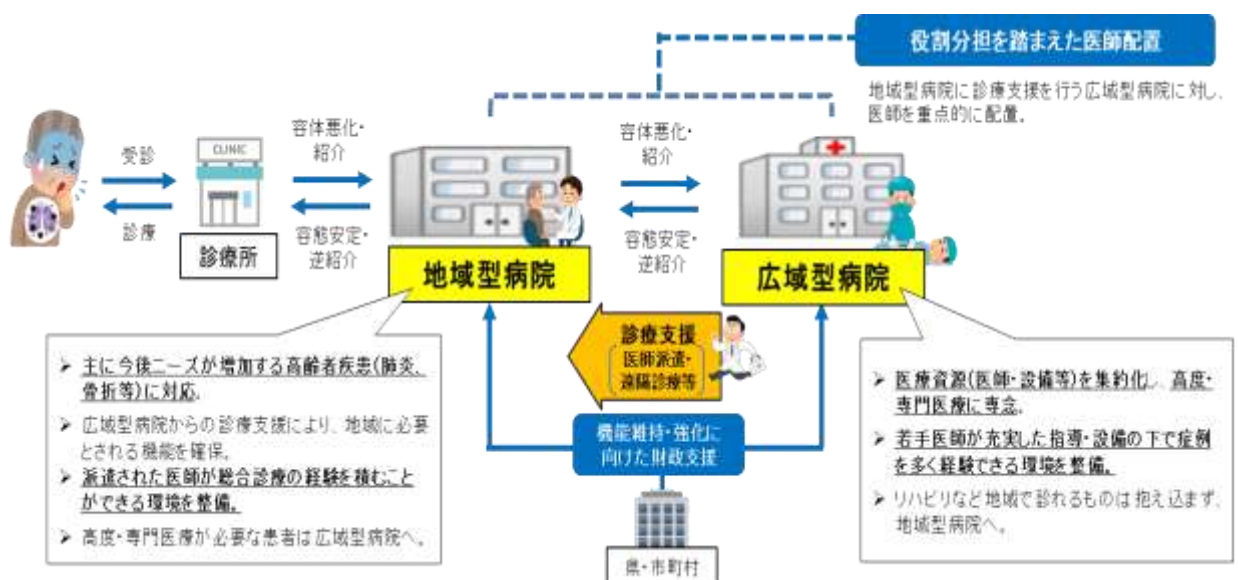 役割分担を踏まえた医師配置
地域型病院に診療支援を行う広域型病院に対し、
医師を重点的に配置。
受診
診療
CLINIC
診療所
容体悪化・
紹介
容態安定・
逆紹介
地域型病院
容体悪化・
紹介
容態安定・
逆紹介
広域型病院
診療支援
医師派遣・
遠隔診療等
機能維持・強化に
向けた財政支援
県・市町村
➢ 主に今後ニーズが増加する高齢者疾患(肺炎、
骨折等)に対応。
➢ 広域型病院からの診療支援により、地域に必要
とされる機能を確保。
➢ 派遣された医師が総合診療の経験を積むこと
ができる環境を整備。
➢ 高度・専門医療が必要な患者は広域型病院へ。
➢ 医療資源(医師・設備等)を集約化し、高度・
専門医療に専念。
➢ 若手医師が充実した指導・設備の下で症例
を多く経験できる環境を整備。
➢ リハビリなど地域で診れるものは抱え込まず、
地域型病院へ。